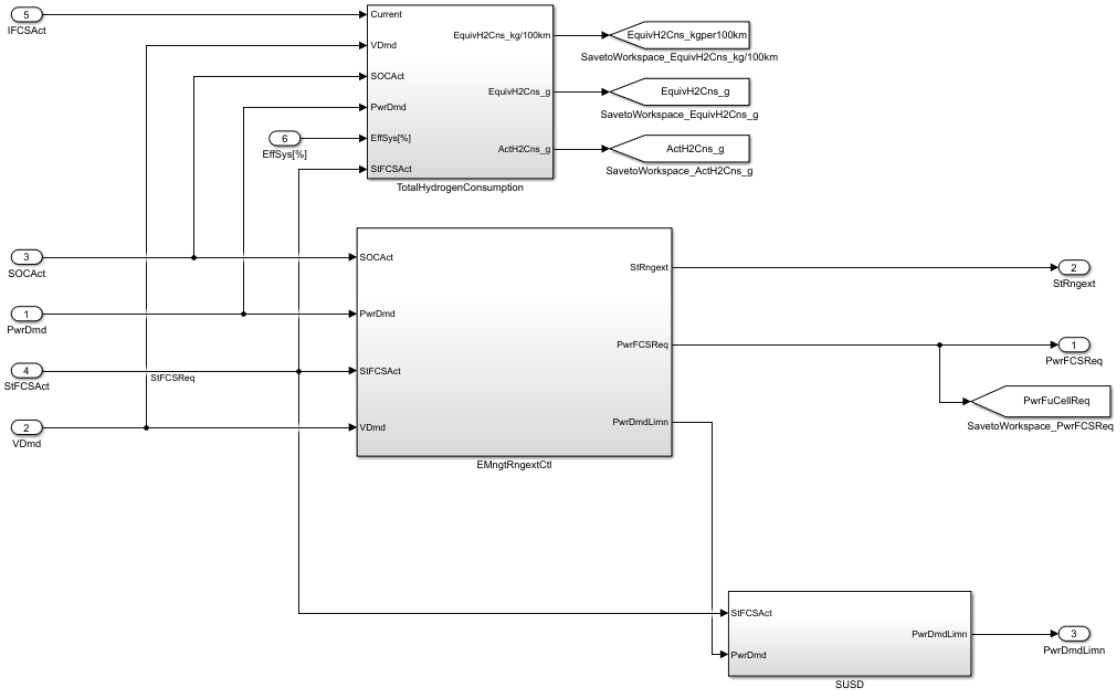 5
IFCSAct
Current
VDmd
SOCAct
PwrDmd
EffSys[%]
StFCSAct
6
EffSys[%]
EquivH2Cns_kg/100km
EquivH2Cns_g
ActH2Cns_g
TotalHydrogenConsumption
EquivH2Cns_kgper100km
SavetoWorkspace_EquivH2Cns_kg/100km
EquivH2Cns_g
SavetoWorkspace_EquivH2Cns_g
ActH2Cns_g
SavetoWorkspace_ActH2Cns_g
3
SOCAct
1
PwrDmd
4
StFCSAct
StFCSReq
2
VDmd
SOCAct
PwrDmd
StFCSAct
VDmd
StRngext
PwrFCSReq
PwrDmdLimn
EMngtRngextCtl
2
StRngext
1
PwrFCSReq
PwrFuCellReq
SavetoWorkspace_PwrFCSReq
StFCSAct
PwrDmd
PwrDmdLimn
SUSD
3
PwrDmdLimn